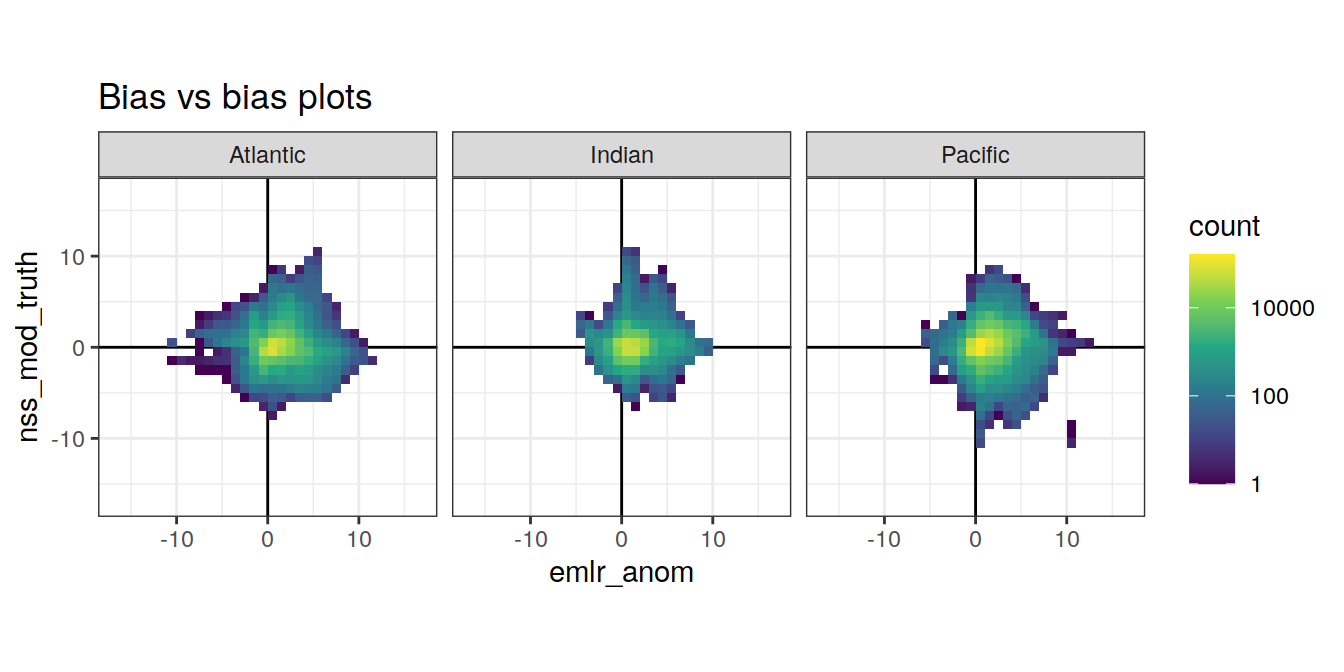 Bias vs bias plots
Atlantic Indian Pacific
nss_mod_truth
10
0
-10
-10 0 10 -10 0 10 -10 0 10
emlr_anom
count
10000
100
1